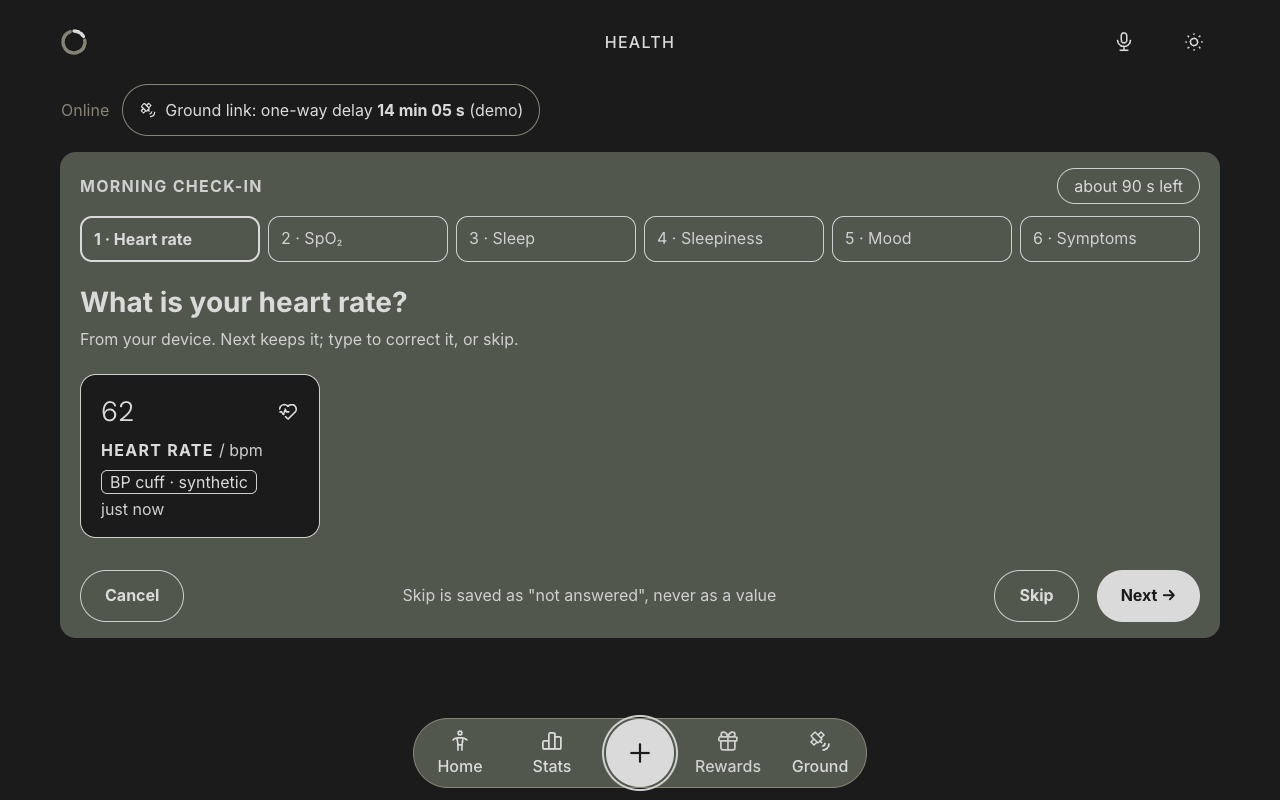 HEALTH
Online
Ground link: one-way delay 14 min 05 s (demo)
MORNING CHECK-IN
about 90 s left
1 · Heart rate
2 · SpO₂
3 · Sleep
4 · Sleepiness
5 · Mood
6 · Symptoms
What is your heart rate?
From your device. Next keeps it; type to correct it, or skip.
62
HEART RATE / bpm
BP cuff · synthetic
just now
Cancel
Skip is saved as "not answered", never as a value
Skip
Next →
Home
Stats
+
Rewards
Ground